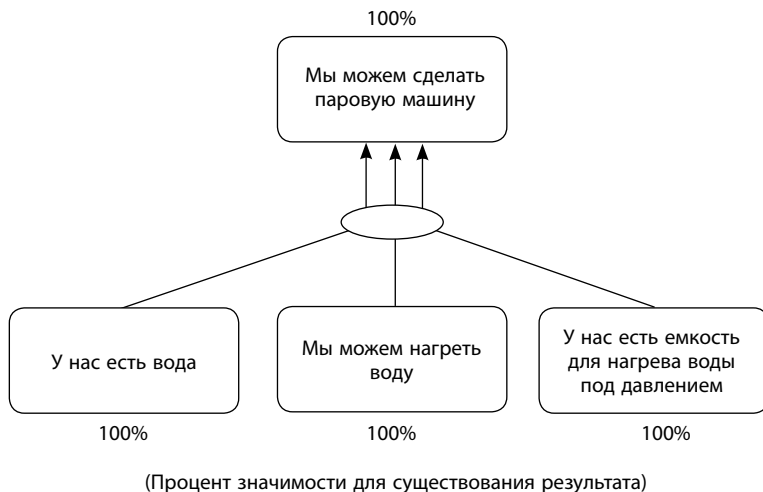 100%
Мы можем сделать
паровую машину
У нас есть вода
Мы можем нагреть
воду
У нас есть емкость
для нагрева воды
под давлением
100%
100%
100%
(Процент значимости для существования результата)